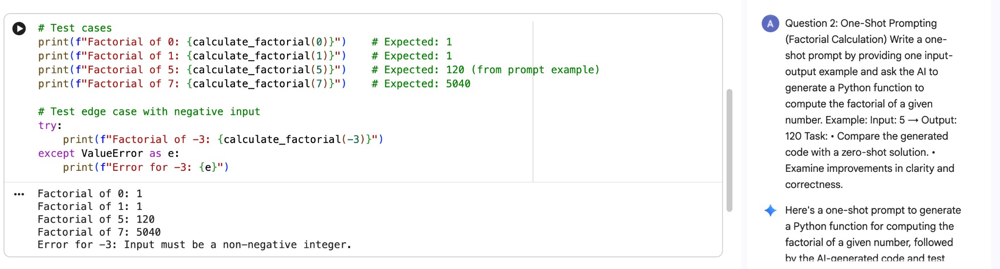 # Test cases
print(f"Factorial of 0: {calculate_factorial(0)}")    # Expected: 1
print(f"Factorial of 1: {calculate_factorial(1)}")    # Expected: 1
print(f"Factorial of 5: {calculate_factorial(5)}")    # Expected: 120 (from prompt example)
print(f"Factorial of 7: {calculate_factorial(7)}")    # Expected: 5040

# Test edge case with negative input
try:
    print(f"Factorial of -3: {calculate_factorial(-3)}")
except ValueError as e:
    print(f"Error for -3: {e}")
Factorial of 0: 1
Factorial of 1: 1
Factorial of 5: 120
Factorial of 7: 5040
Error for -3: Input must be a non-negative integer.
A
Question 2: One-Shot Prompting
(Factorial Calculation) Write a one-
shot prompt by providing one input-
output example and ask the AI to
generate a Python function to
compute the factorial of a given
number. Example: Input: 5 → Output:
120 Task: • Compare the generated
code with a zero-shot solution. •
Examine improvements in clarity and
correctness.
Here's a one-shot prompt to generate
a Python function for computing the
factorial of a given number, followed
by the AI-generated code and test